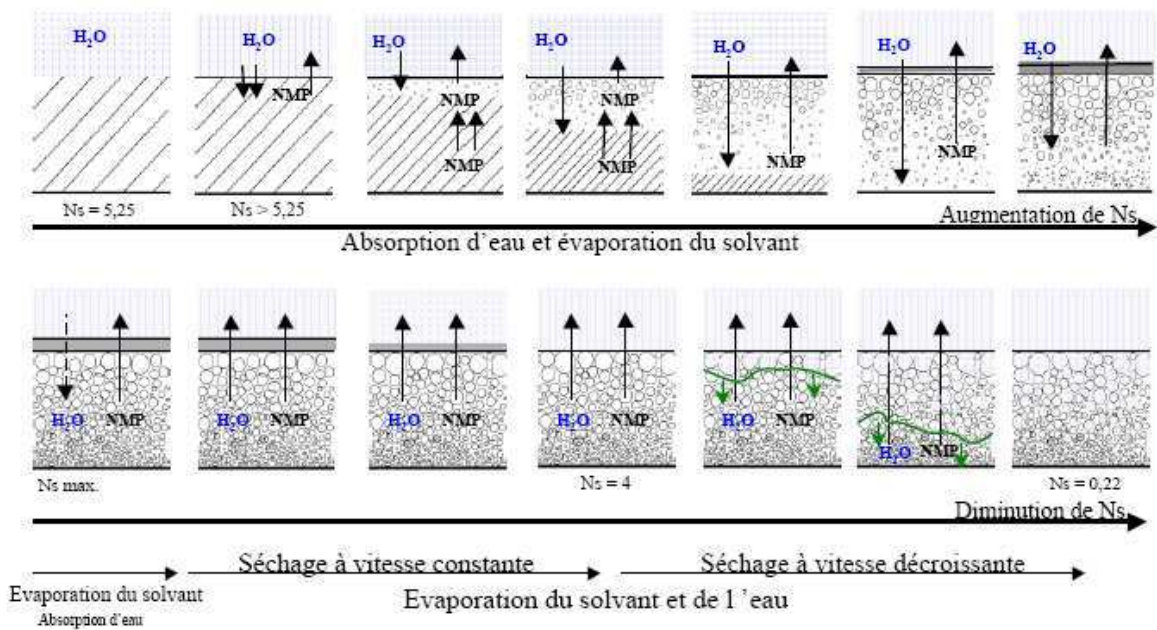 H₂O H₂O H₂O H₂O H₂O H₂O H₂O
NMP NMP NMP NMP NMP NMP
NMP NMP
Ns = 5,25 Ns > 5,25 Augmentation de Ns
Absorption d'eau et évaporation du solvant
H₂O NMP H₂O NMP H₂O NMP H₂O NMP H₂O NMP H₂O NMP
Ns max. Ns = 4 Ns = 0,22
Diminution de Ns
Séchage à vitesse constante Séchage à vitesse décroissante
Evaporation du solvant Evaporation du solvant et de l 'eau
Absorption d'eau